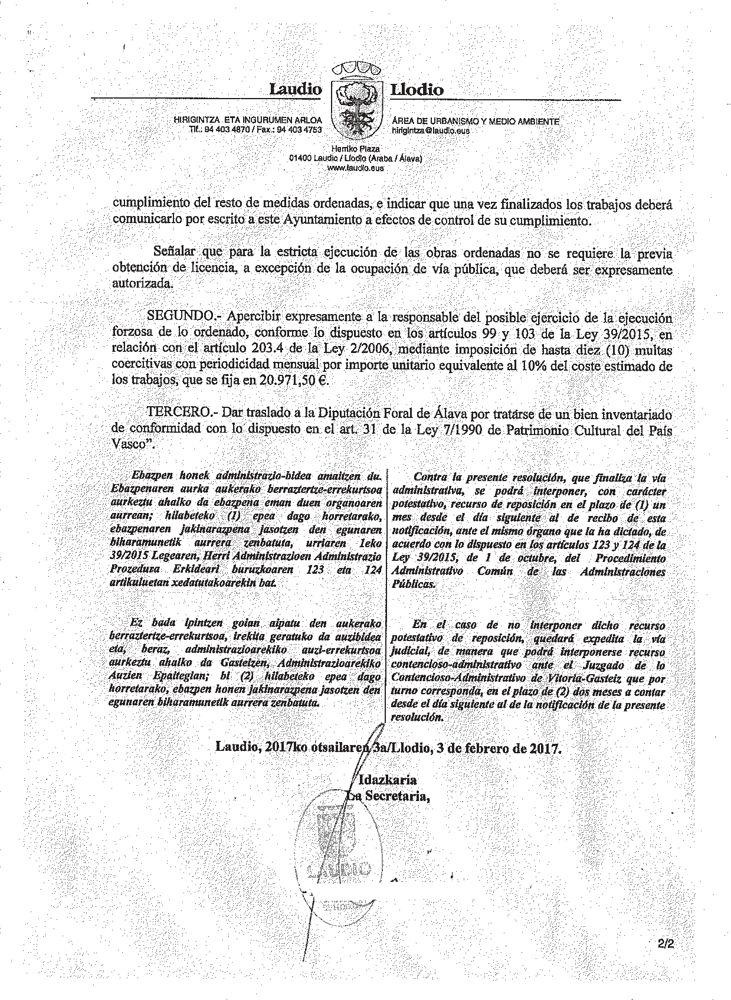 Laudio Llodio
HIRIGINTZA ETA INGURUMEN ARLOA
Tlf.: 94 403 4870 / Fax.: 94 403 4753
ÁREA DE URBANISMO Y MEDIO AMBIENTE
hirigintza@laudio.eus
Herriko Plaza
01400 Laudio / Llodio (Araba / Álava)
www.laudio.eus
cumplimiento del resto de medidas ordenadas, e indicar que una vez finalizados los trabajos deberá
comunicarlo por escrito a este Ayuntamiento a efectos de control de su cumplimiento.
Señalar que para la estricta ejecución de las obras ordenadas no se requiere la previa
obtención de licencia, a excepción de la ocupación de vía pública, que deberá ser expresamente
autorizada.
SEGUNDO.- Apercibir expresamente a la responsable del posible ejercicio de la ejecución
forzosa de lo ordenado, conforme lo dispuesto en los artículos 99 y 103 de la Ley 39/2015, en
relación con el artículo 203.4 de la Ley 2/2006, mediante imposición de hasta diez (10) multas
coercitivas con periodicidad mensual por importe unitario equivalente al 10% del coste estimado de
los trabajos, que se fija en 20.971,50 €.
TERCERO.- Dar traslado a la Diputación Foral de Álava por tratarse de un bien inventariado
de conformidad con lo dispuesto en el art. 31 de la Ley 7/1990 de Patrimonio Cultural del País
Vasco”.
Ebazpen honek administrazio-bidea amaitzen du.
Ebazpenaren aurka aukerako berraztertze-errekurtsoa
aurkeztu ahalko da ebazpena eman duen organoaren
aurrean; hilabeteko (1) epea dago horretarako,
ebazpenaren jakinarazpena jasotzen den egunaren
biharamunetik aurrera zenbatuta, urriaren 1eko
39/2015 Legearen, Herri Administrazioen Administrazio
Prozedura Erkideari buruzkoaren 123 eta 124
artikuluetan xedatutakoarekin bat.
Ez bada ipintzen goian aipatu den aukerako
berraztertze-errekurtsoa, irekita geratuko da auzibidea
eta, beraz, administrazioarekiko auzi-errekurtsoa
aurkeztu ahalko da Gasteizen, Administrazioarekiko
Auzien Epaitegian; bi (2) hilabeteko epea dago
horretarako, ebazpen honen jakinarazpena jasotzen den
egunaren biharamunetik aurrera zenbatuta.
Contra la presente resolución, que finaliza la vía
administrativa, se podrá interponer, con carácter
potestativo, recurso de reposición en el plazo de (1) un
mes desde el día siguiente al de recibo de esta
notificación, ante el mismo órgano que la ha dictado, de
acuerdo con lo dispuesto en los artículos 123 y 124 de la
Ley 39/2015, de 1 de octubre, del Procedimiento
Administrativo Común de las Administraciones
Públicas.
En el caso de no interponer dicho recurso
potestativo de reposición, quedará expedita la vía
judicial, de manera que podrá interponerse recurso
contencioso-administrativo ante el Juzgado de lo
Contencioso-Administrativo de Vitoria-Gasteiz que por
turno corresponda, en el plazo de (2) dos meses a contar
desde el día siguiente al de la notificación de la presente
resolución.
Laudio, 2017ko otsailaren 3a/Llodio, 3 de febrero de 2017.
Idazkaria
La Secretaria,
LAUDIO
2/2